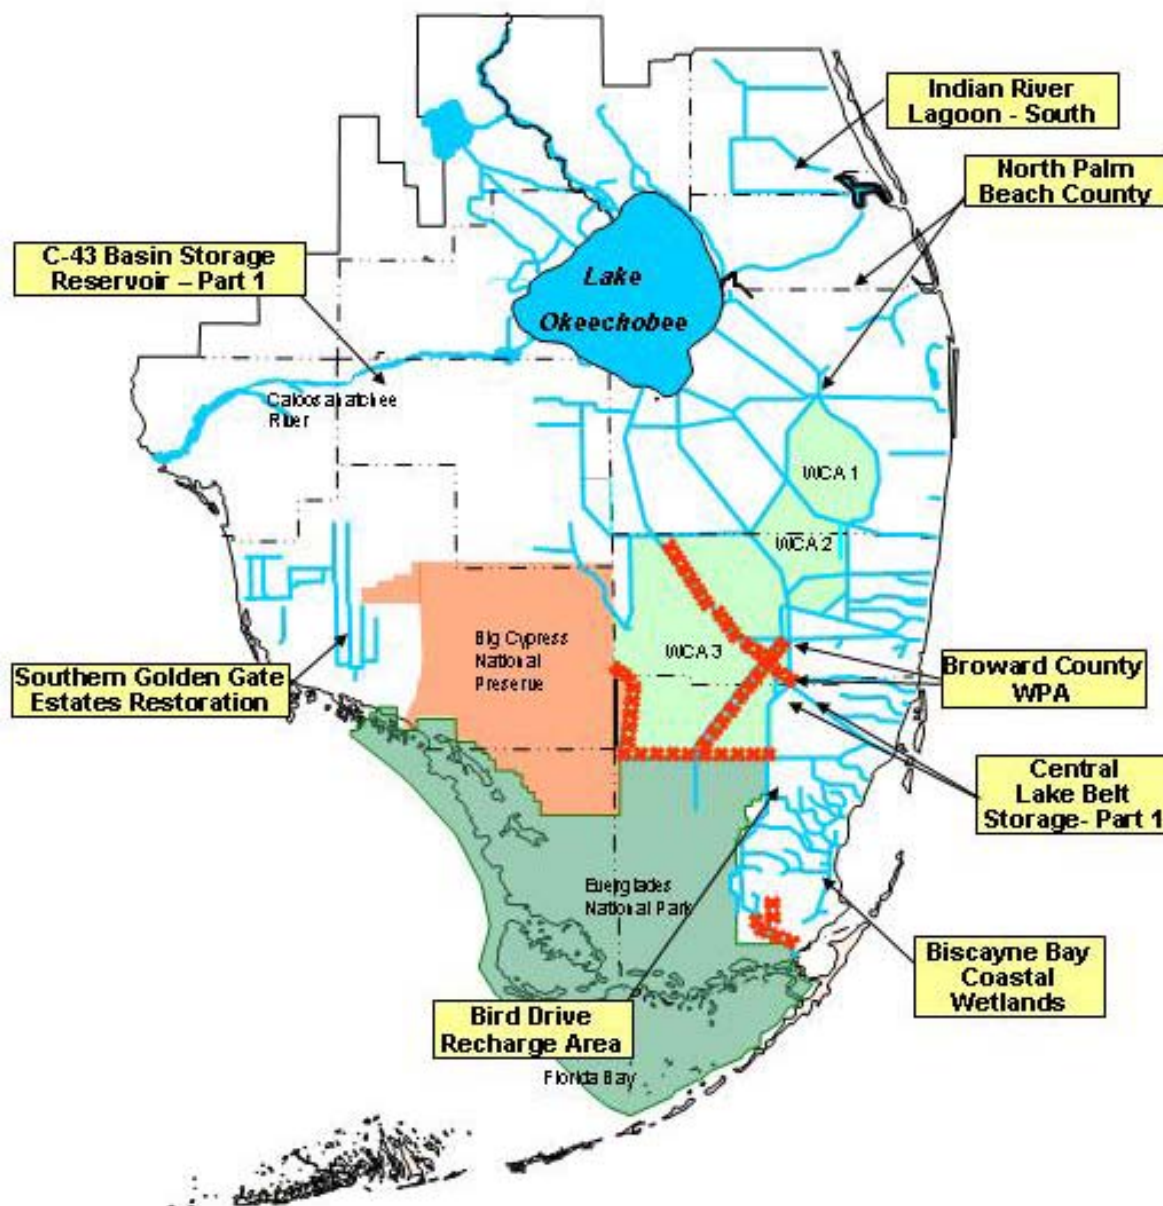 Indian River
Lagoon - South
North Palm
Beach County
C-43 Basin Storage
Reservoir – Part 1
Lake
Okeechobee
Caloosahatchee
River
WCA 1
WCA 2
Big Cypress
National
Preserve
WCA 3
Southern Golden Gate
Estates Restoration
Broward County
WPA
Central
Lake Belt
Storage- Part 1
Everglades
National Park
Biscayne Bay
Coastal
Wetlands
Bird Drive
Recharge Area
Florida Bay